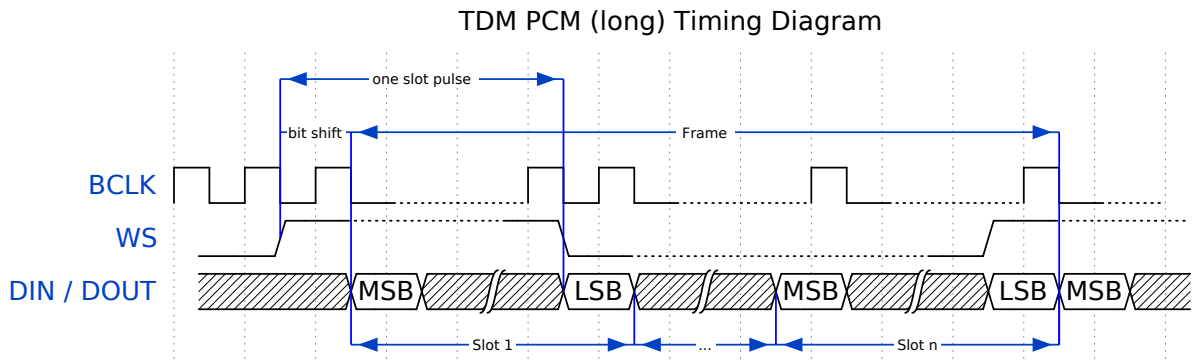 TDM PCM (long) Timing Diagram
one slot pulse
bit shift
Frame
BCLK
WS
DIN / DOUT
MSB
LSB
MSB
LSB
MSB
Slot 1
...
Slot n